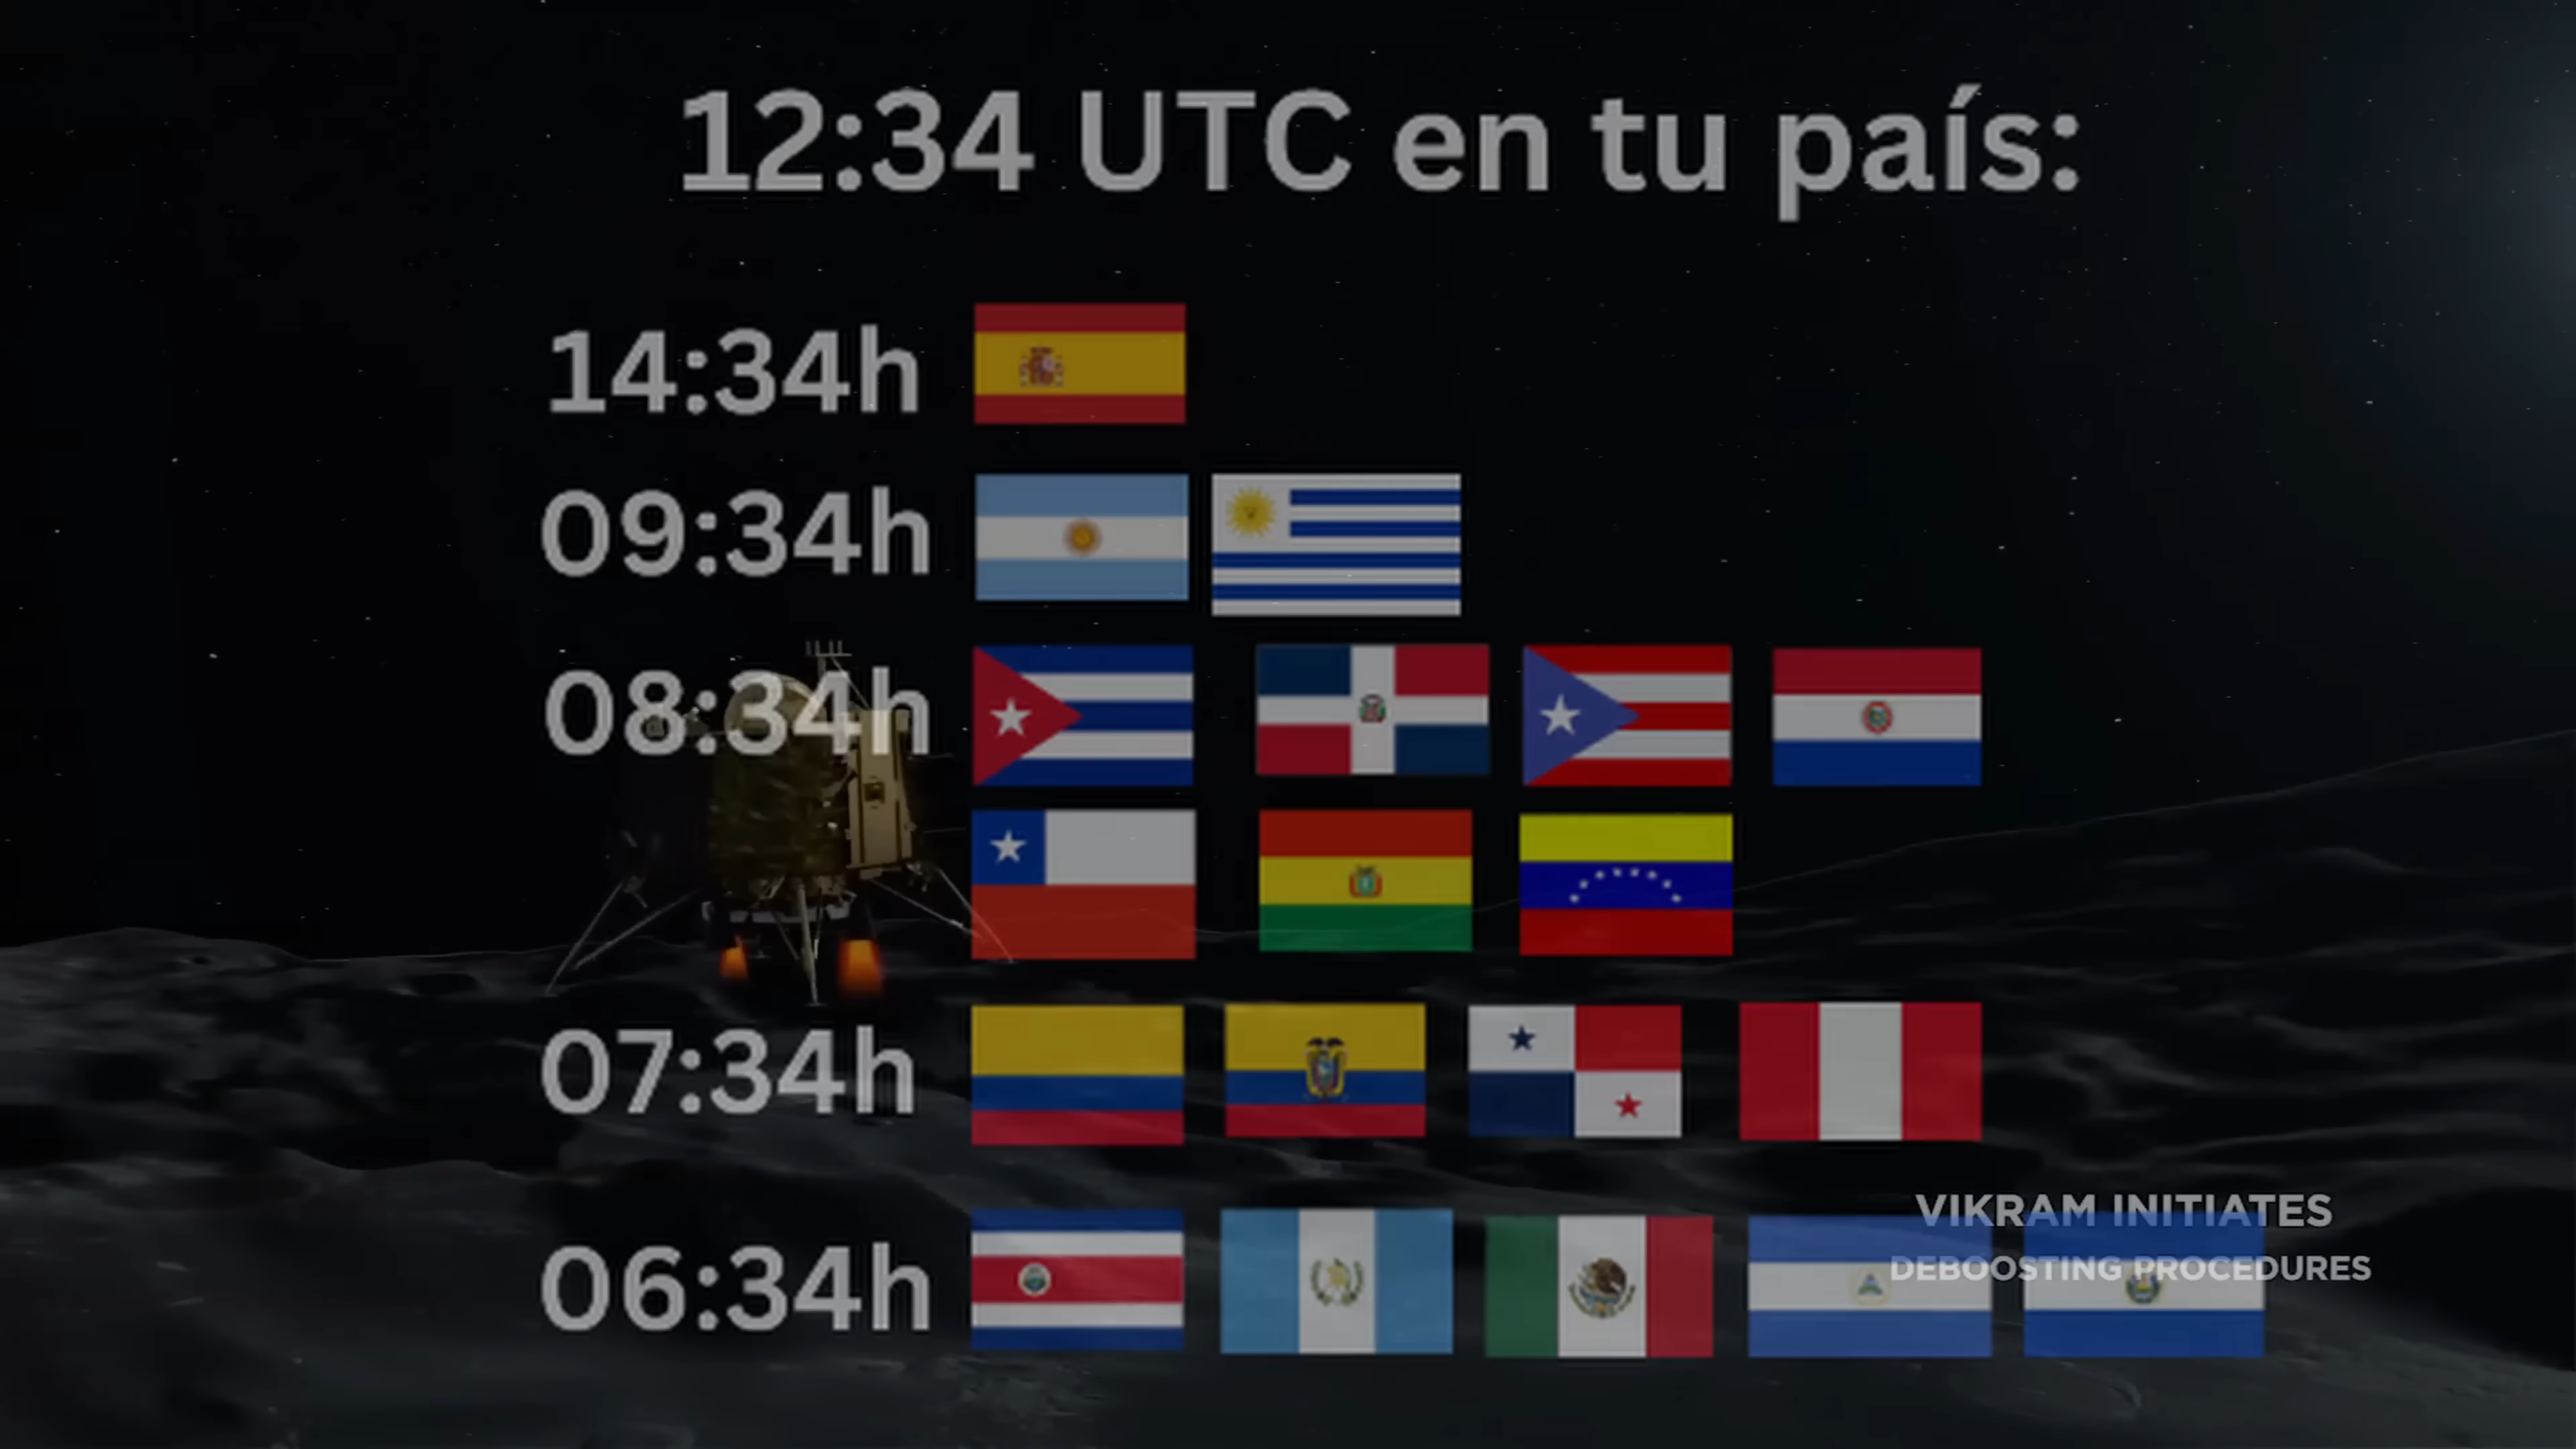 12:34 UTC en tu país:
14:34h
09:34h
08:34h
07:34h
06:34h
VIKRAM INITIATES
DEBOOSTING PROCEDURES